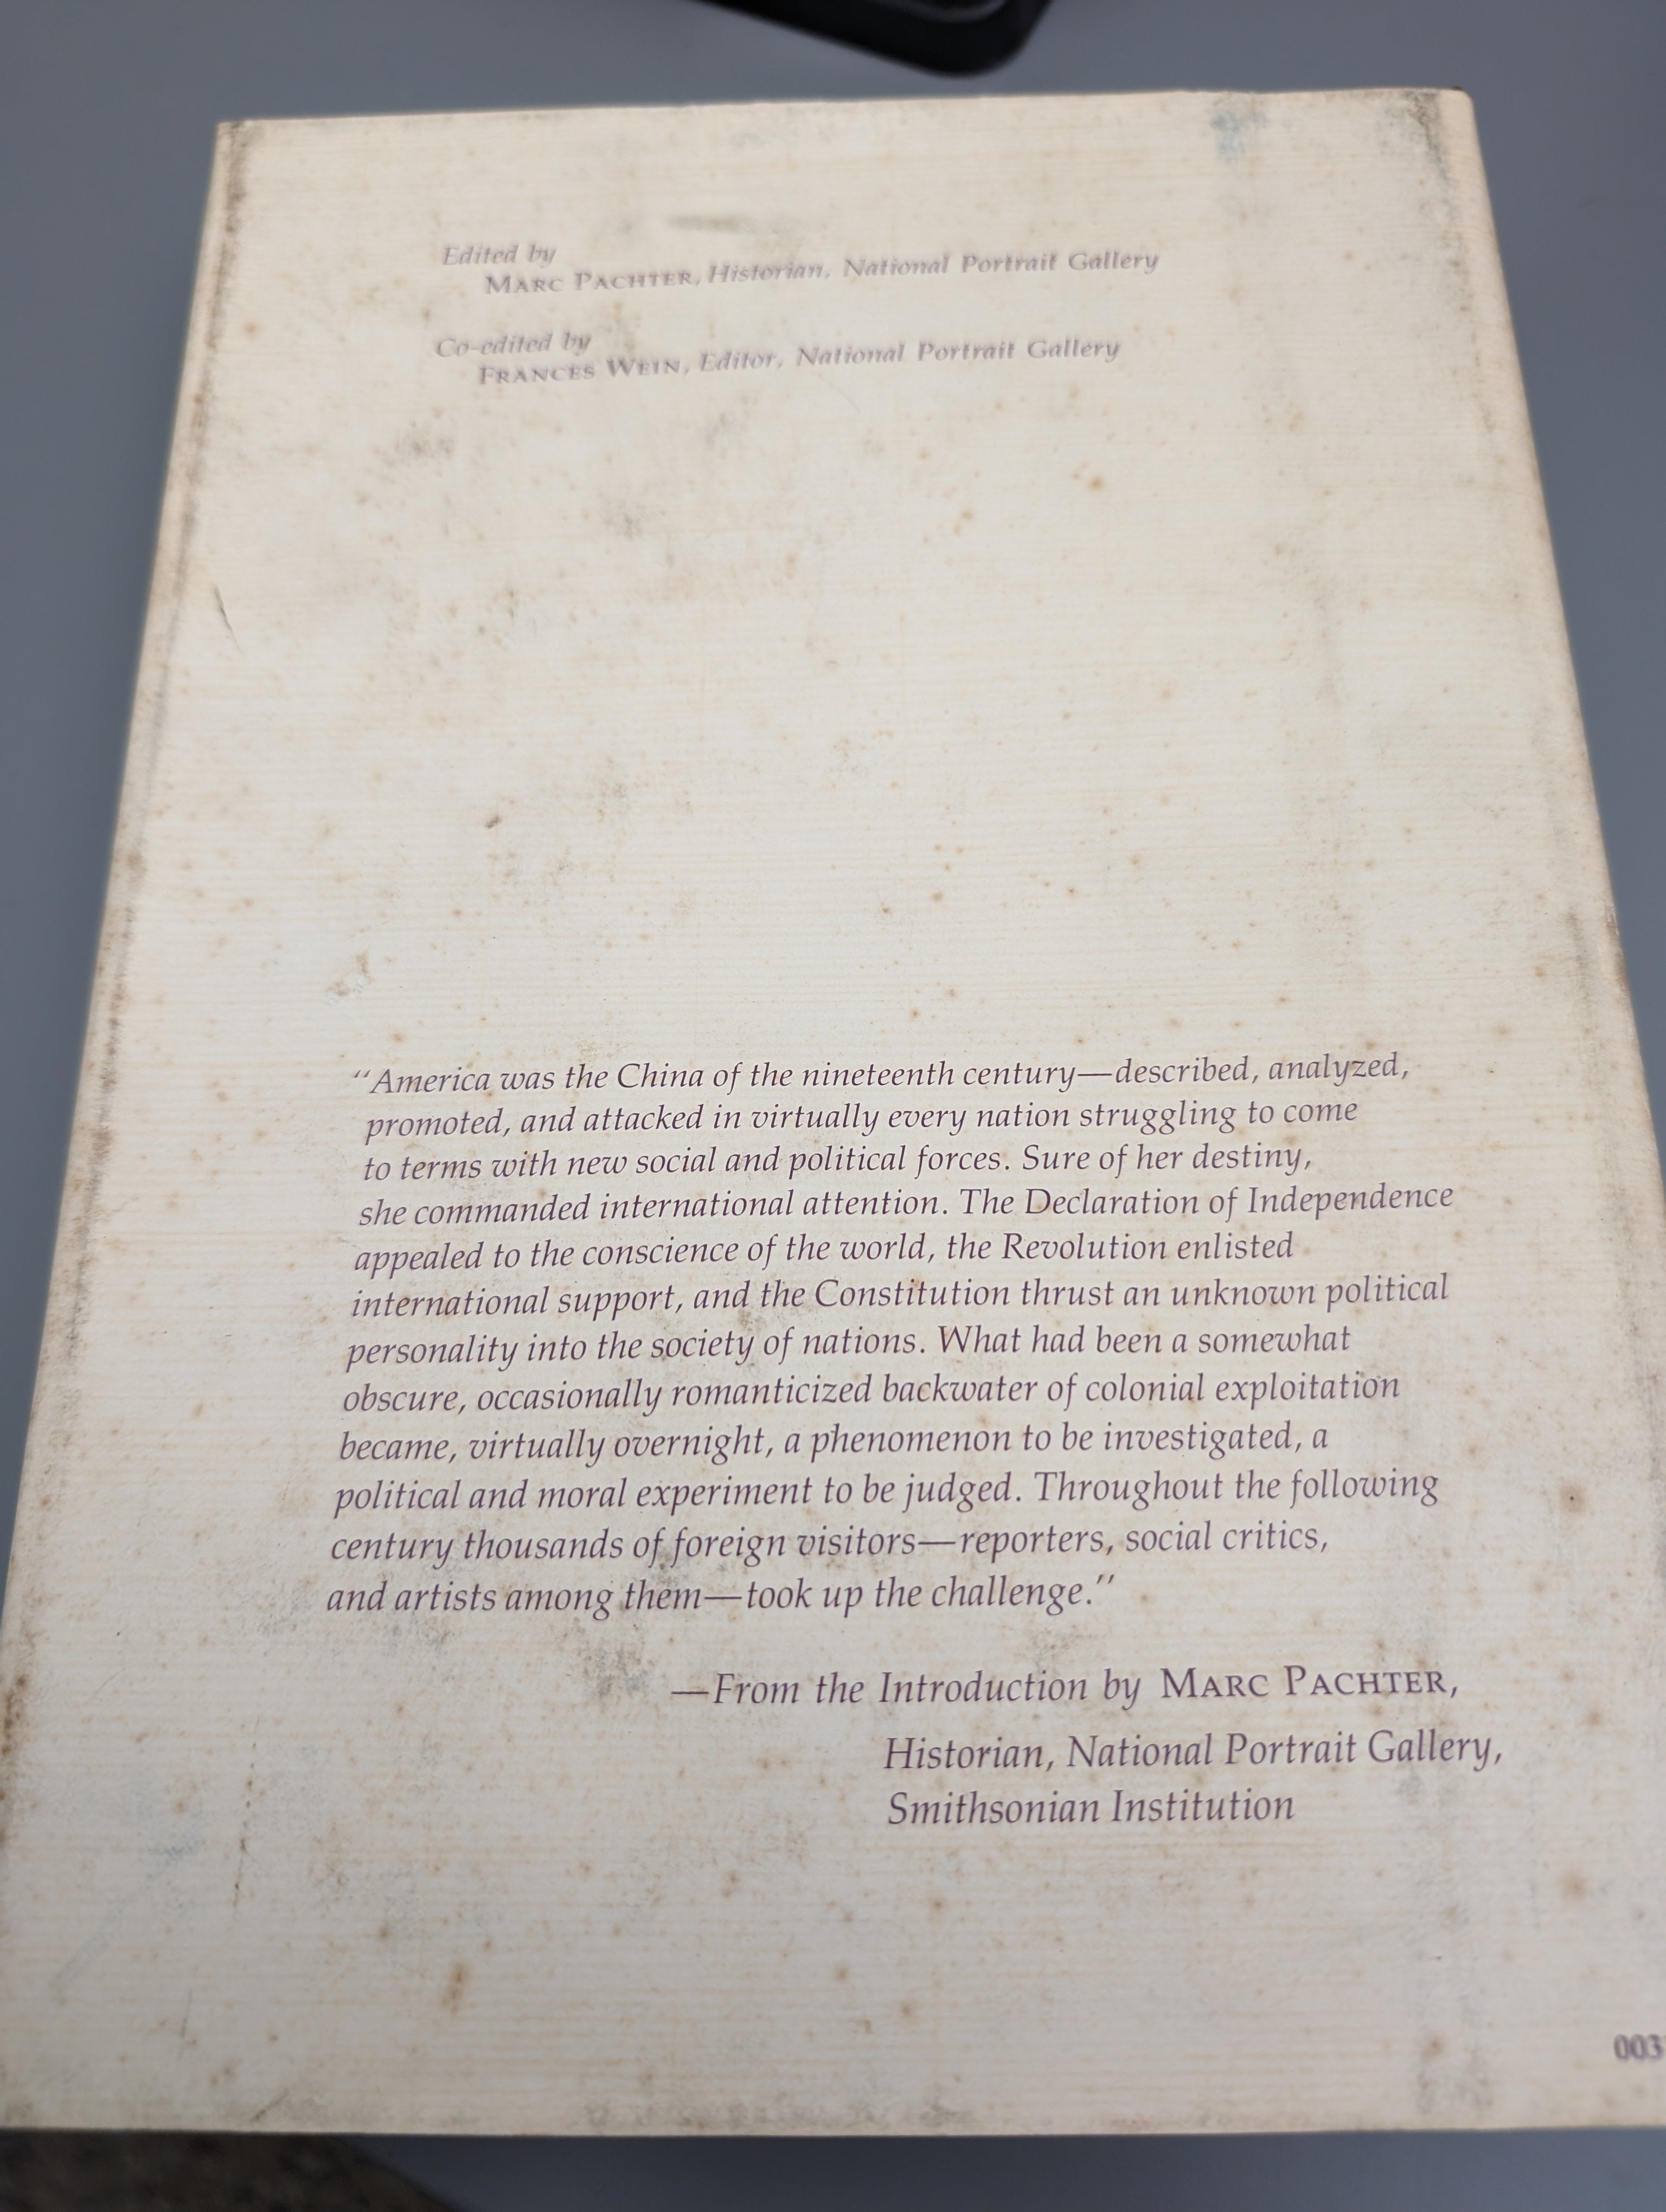 Edited by
MARC PACHTER, Historian, National Portrait Gallery
Co-edited by
FRANCES WEIN, Editor, National Portrait Gallery
‘‘America was the China of the nineteenth century—described, analyzed,
promoted, and attacked in virtually every nation struggling to come
to terms with new social and political forces. Sure of her destiny,
she commanded international attention. The Declaration of Independence
appealed to the conscience of the world, the Revolution enlisted
international support, and the Constitution thrust an unknown political
personality into the society of nations. What had been a somewhat
obscure, occasionally romanticized backwater of colonial exploitation
became, virtually overnight, a phenomenon to be investigated, a
political and moral experiment to be judged. Throughout the following
century thousands of foreign visitors—reporters, social critics,
and artists among them—took up the challenge.’’
—From the Introduction by MARC PACHTER,
Historian, National Portrait Gallery,
Smithsonian Institution